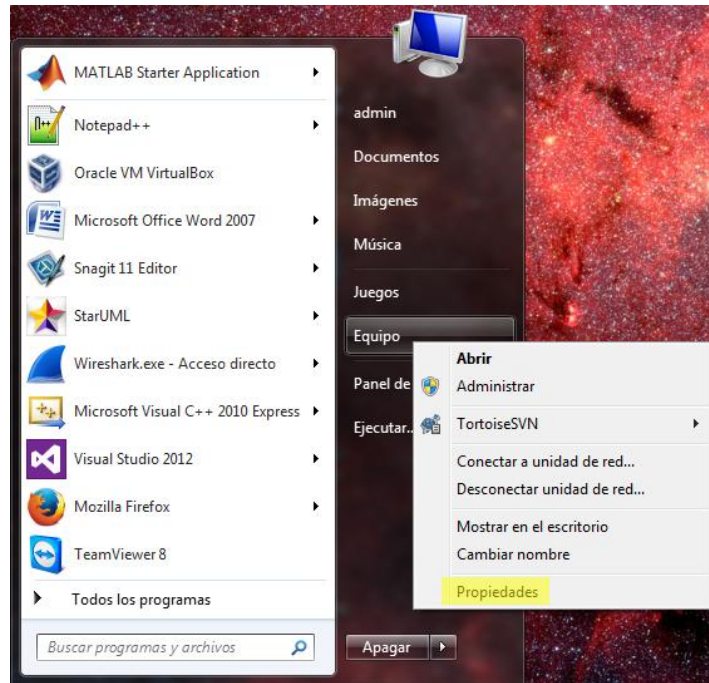 MATLAB Starter Application
Notepad++
Oracle VM VirtualBox
Microsoft Office Word 2007
Snagit 11 Editor
StarUML
Wireshark.exe - Acceso directo
Microsoft Visual C++ 2010 Express
Visual Studio 2012
Mozilla Firefox
TeamViewer 8
Todos los programas
Buscar programas y archivos
admin
Documentos
Imágenes
Música
Juegos
Equipo
Panel de
Ejecutar..
Apagar
Abrir
Administrar
TortoiseSVN
Conectar a unidad de red...
Desconectar unidad de red...
Mostrar en el escritorio
Cambiar nombre
Propiedades